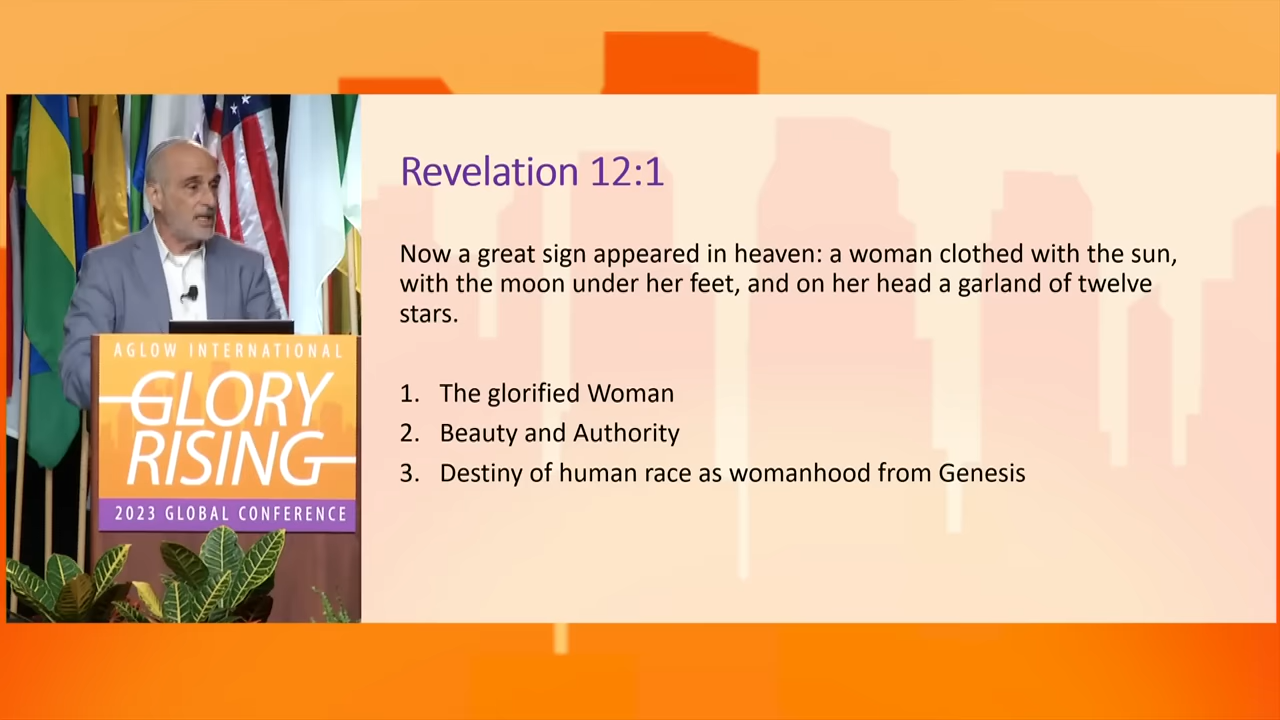 Revelation 12:1
Now a great sign appeared in heaven: a woman clothed with the sun,
with the moon under her feet, and on her head a garland of twelve
stars.
1. The glorified Woman
2. Beauty and Authority
3. Destiny of human race as womanhood from Genesis
AGLOW INTERNATIONAL
GLORY
RISING
2023 GLOBAL CONFERENCE